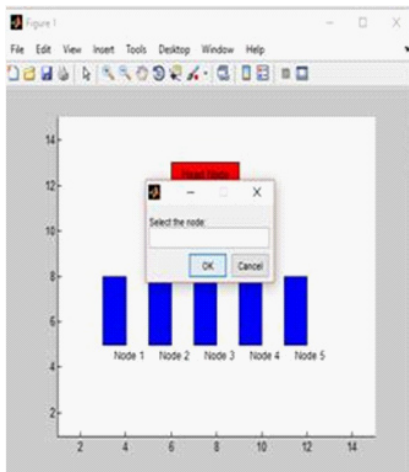 Figure 1
File Edit View Insert Tools Desktop Window Help
14
12
Head Node
10
Select the node:
OK Cancel
8
6
Node 1 Node 2 Node 3 Node 4 Node 5
4
2
2 4 6 8 10 12 14